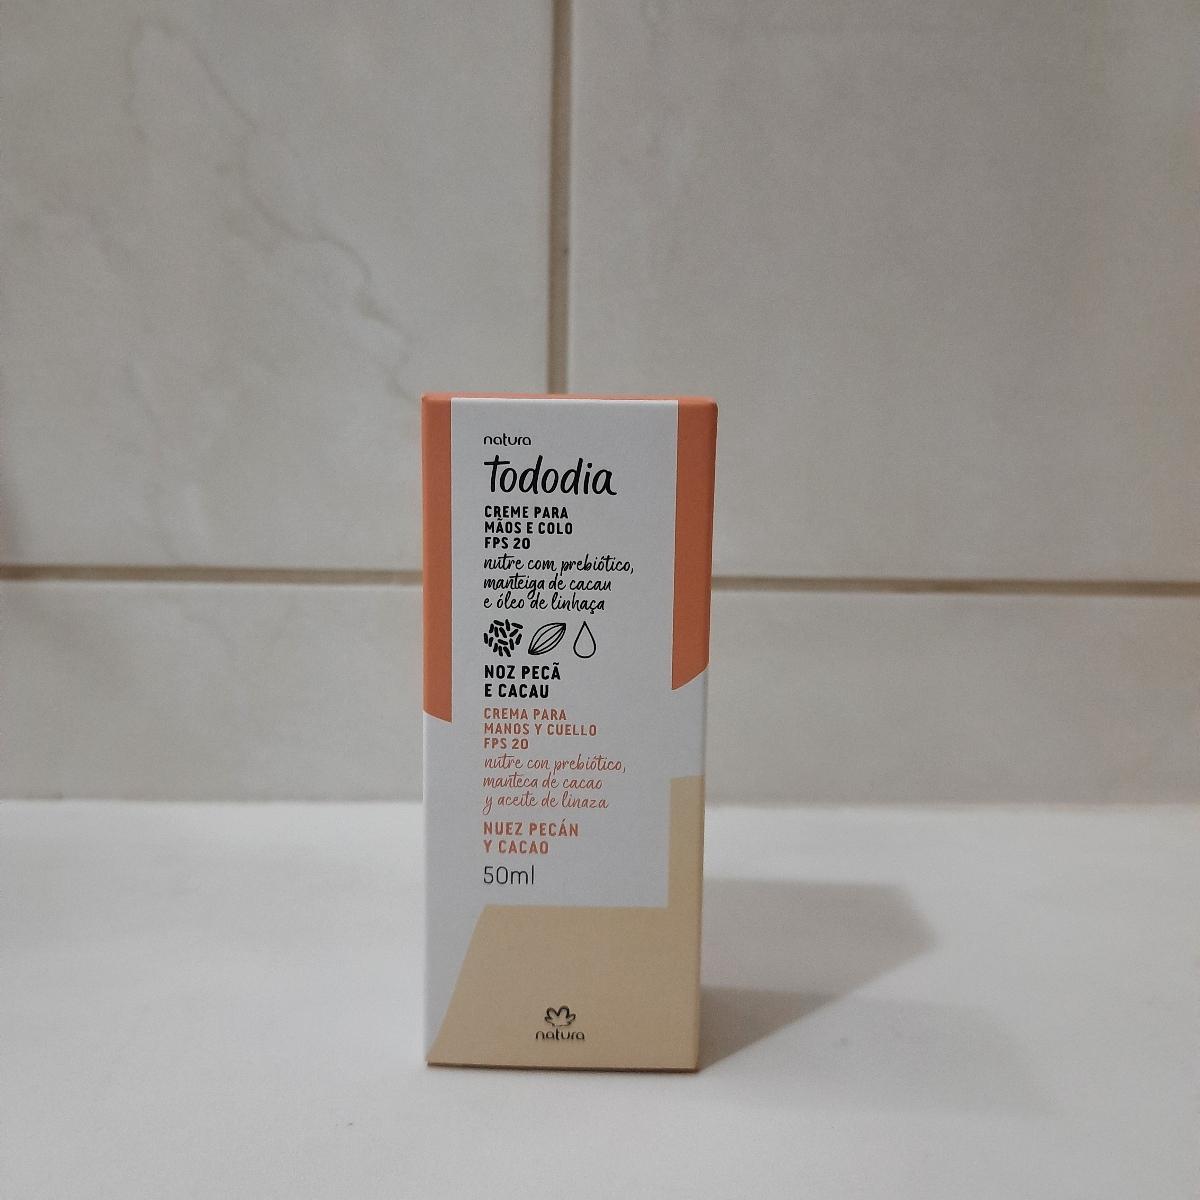 natura
Tododia
CREME PARA
MÃOS E COLO
FPS 20
nutre com prebiótico,
manteiga de cacau
e óleo de linhaça
NOZ PECÃ
E CACAU
CREMA PARA
MANOS Y CUELLO
FPS 20
nutre con prebiótico,
manteca de cacao
y aceite de linaza
NUEZ PECÁN
Y CACAO
50ml
natura